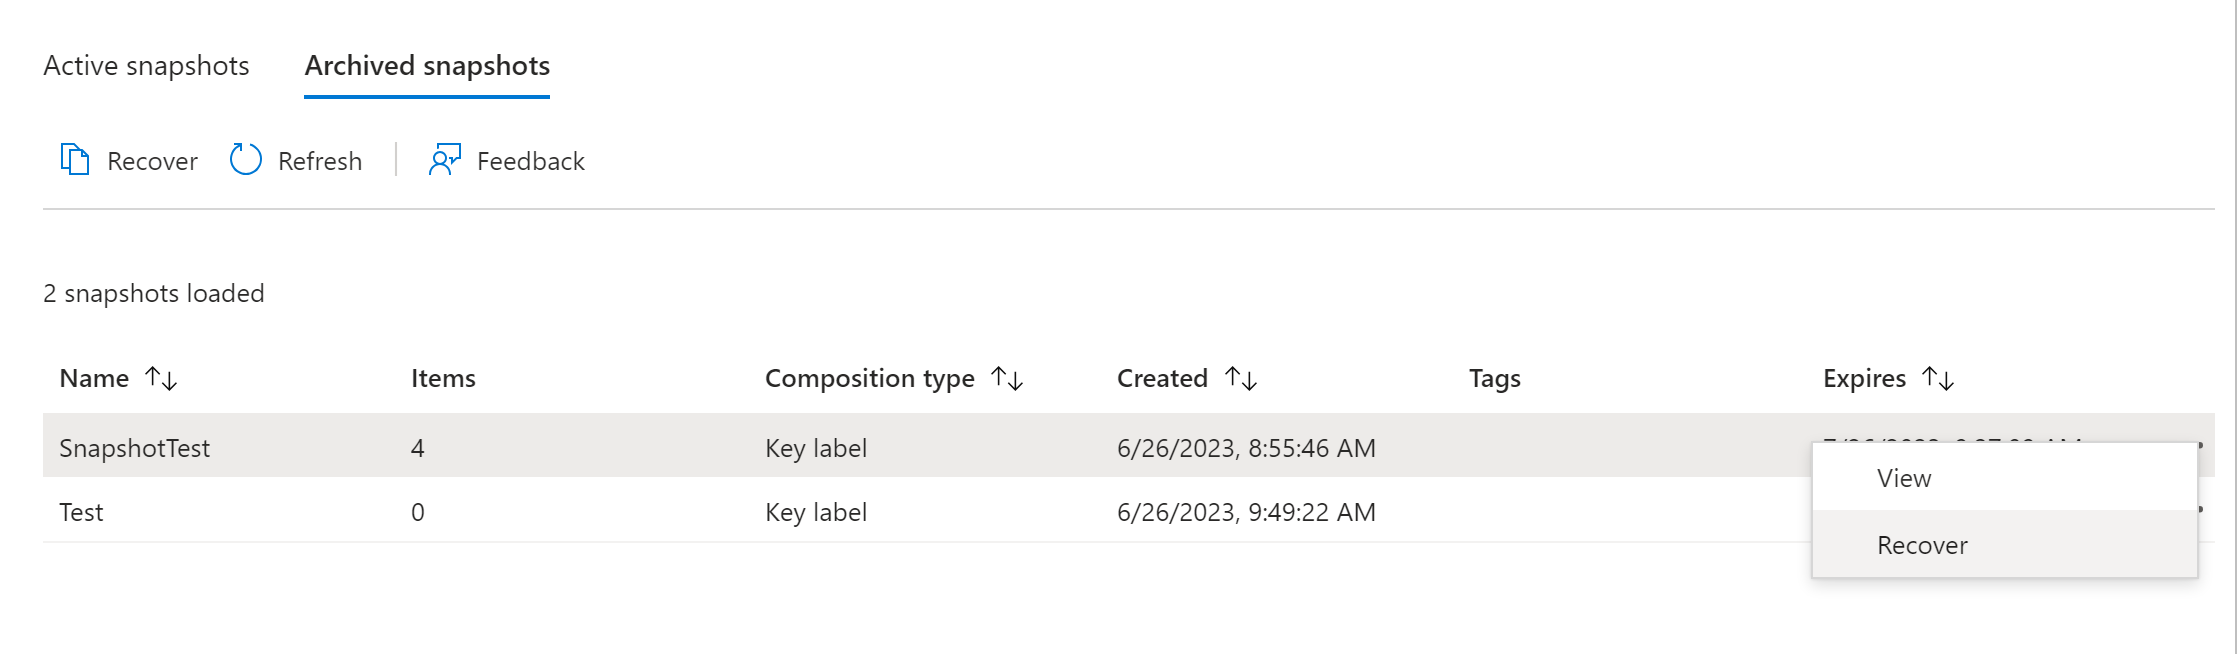 Active snapshots Archived snapshots
Recover Refresh Feedback
2 snapshots loaded
Name Items Composition type Created Tags Expires
SnapshotTest 4 Key label 6/26/2023, 8:55:46 AM
View
Test 0 Key label 6/26/2023, 9:49:22 AM
Recover